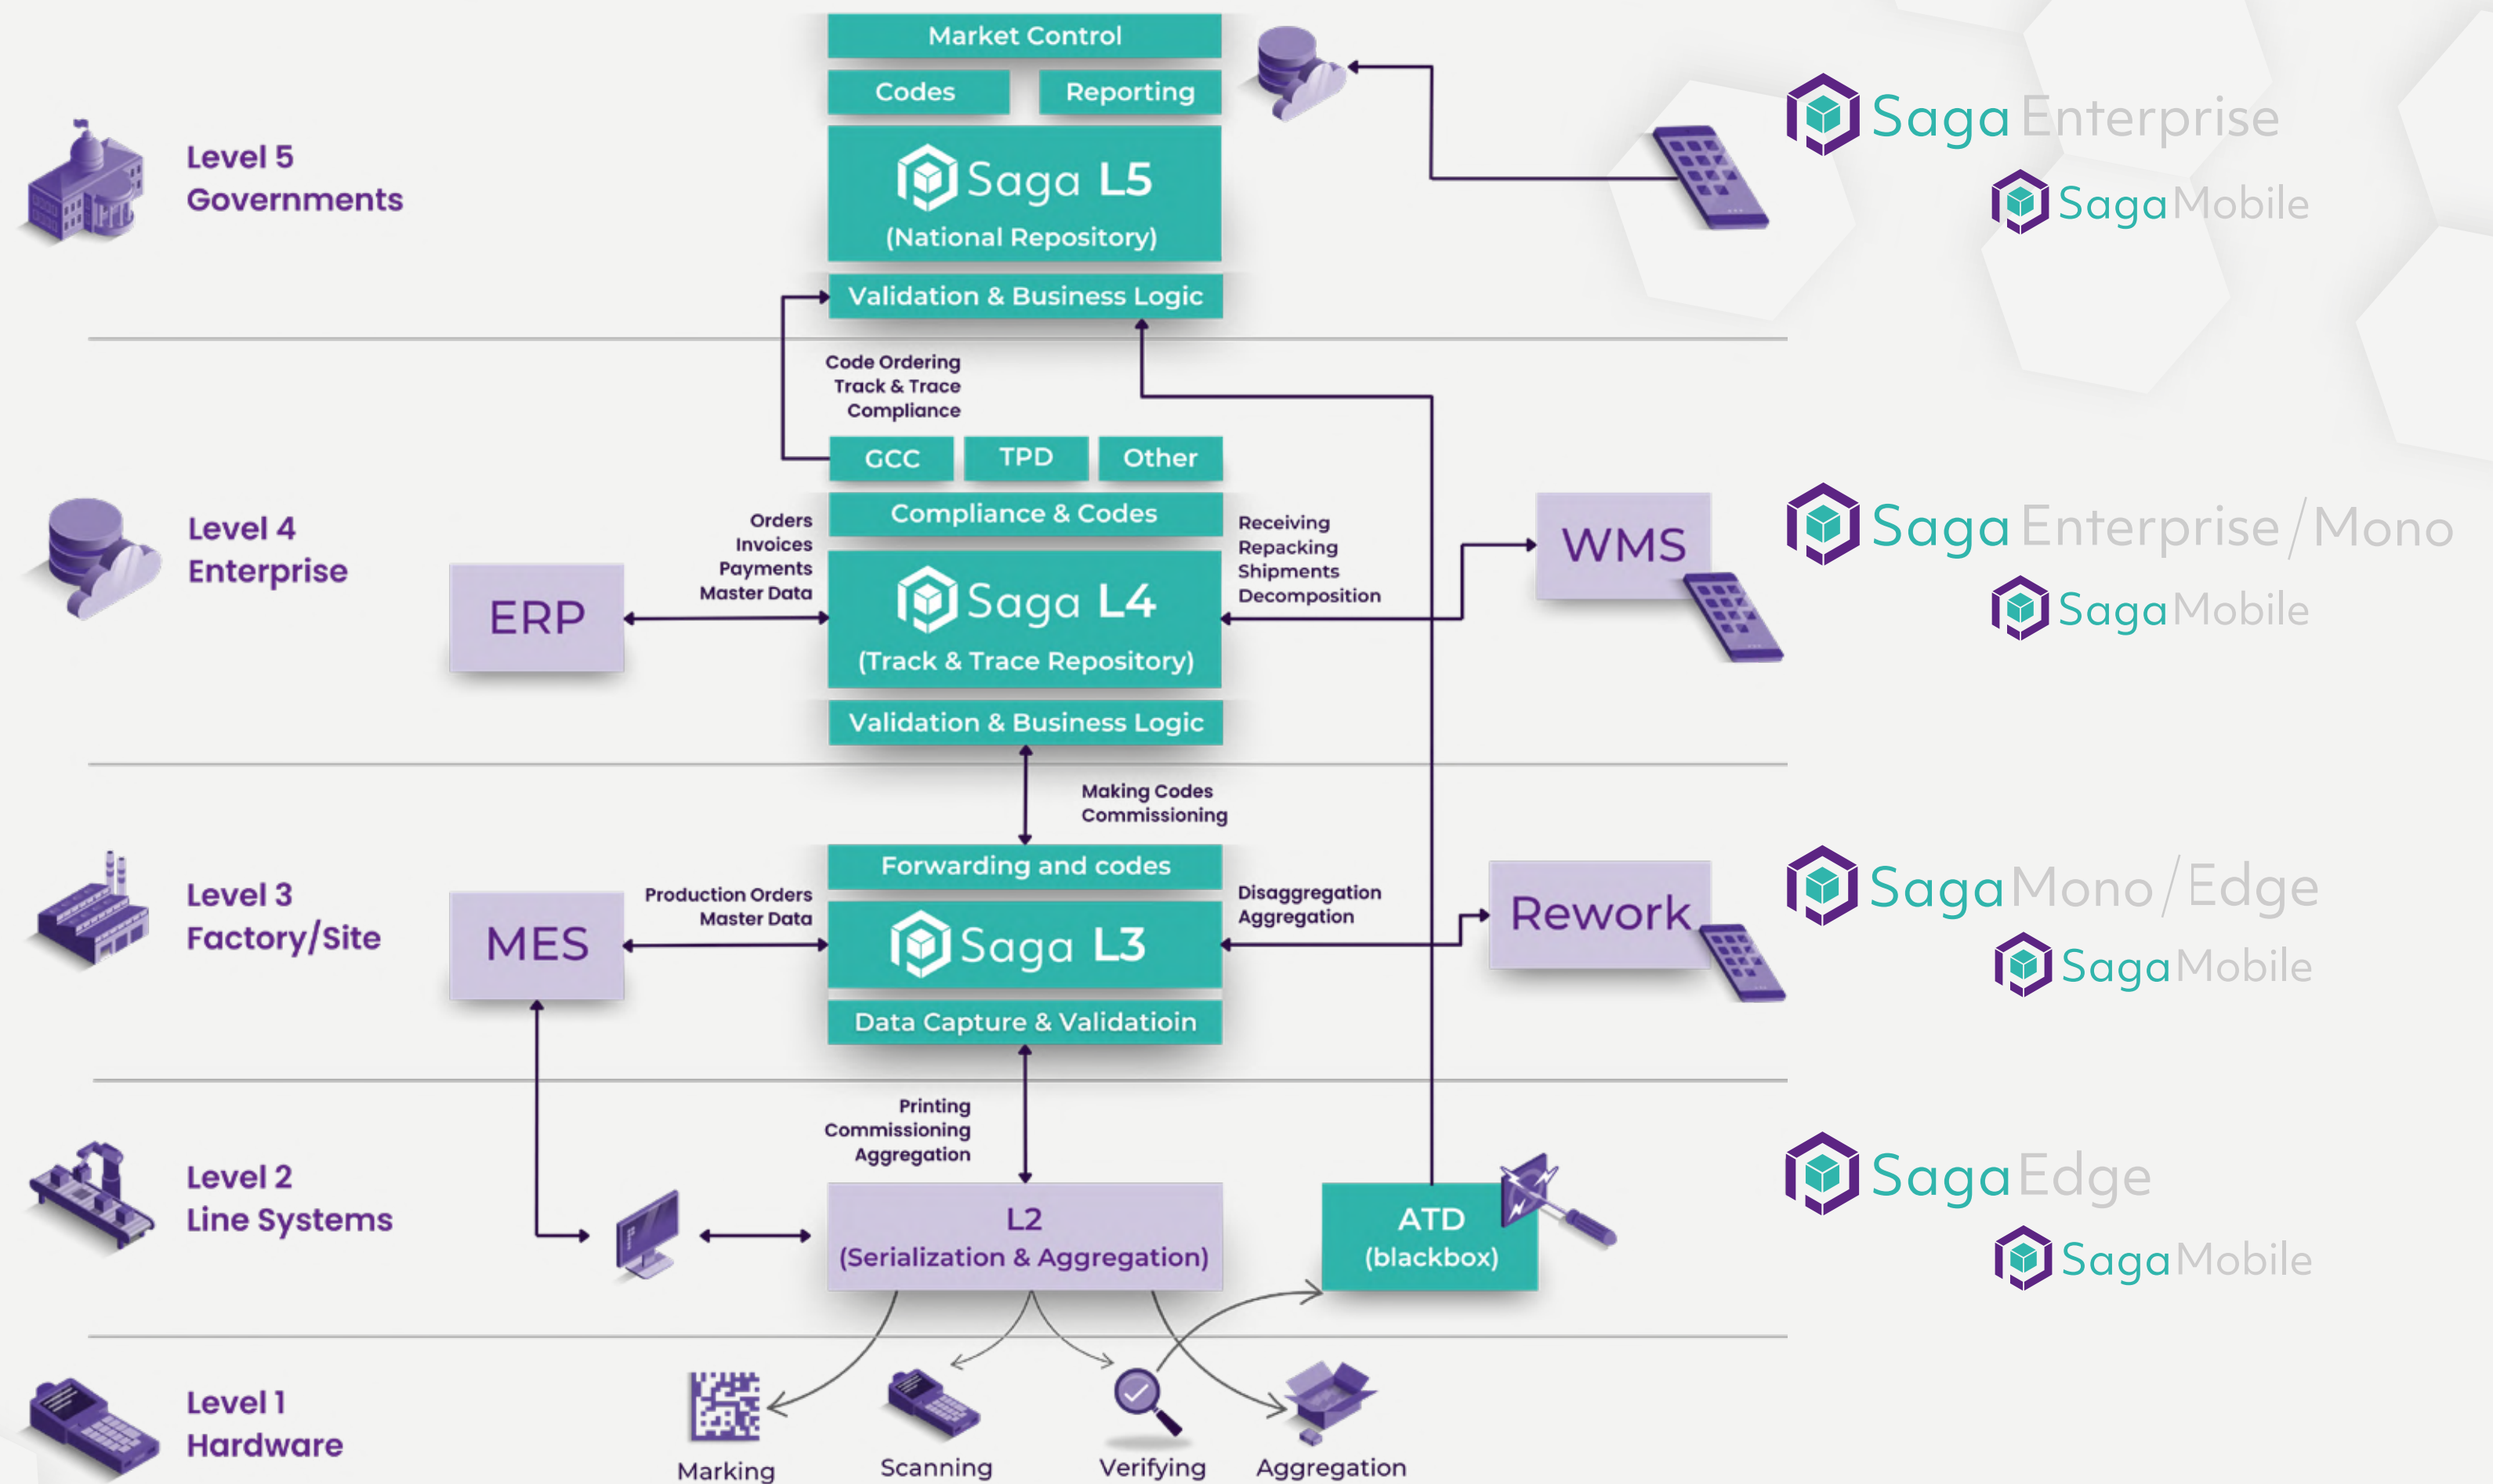 Market Control
Codes
Reporting
Saga L5
(National Repository)
Validation & Business Logic
Level 5
Governments
Saga Enterprise
Saga Mobile
Code Ordering
Track & Trace
Compliance
GCC
TPD
Other
Compliance & Codes
Saga L4
(Track & Trace Repository)
Validation & Business Logic
Level 4
Enterprise
ERP
Orders
Invoices
Payments
Master Data
Receiving
Repacking
Shipments
Decomposition
WMS
Saga Enterprise/Mono
Saga Mobile
Making Codes
Commissioning
Forwarding and codes
Saga L3
Data Capture & Validatioin
Level 3
Factory/Site
MES
Production Orders
Master Data
Disaggregation
Aggregation
Rework
Saga Mono/Edge
Saga Mobile
Printing
Commissioning
Aggregation
Level 2
Line Systems
L2
(Serialization & Aggregation)
ATD
(blackbox)
Saga Edge
Saga Mobile
Level 1
Hardware
Marking
Scanning
Verifying
Aggregation